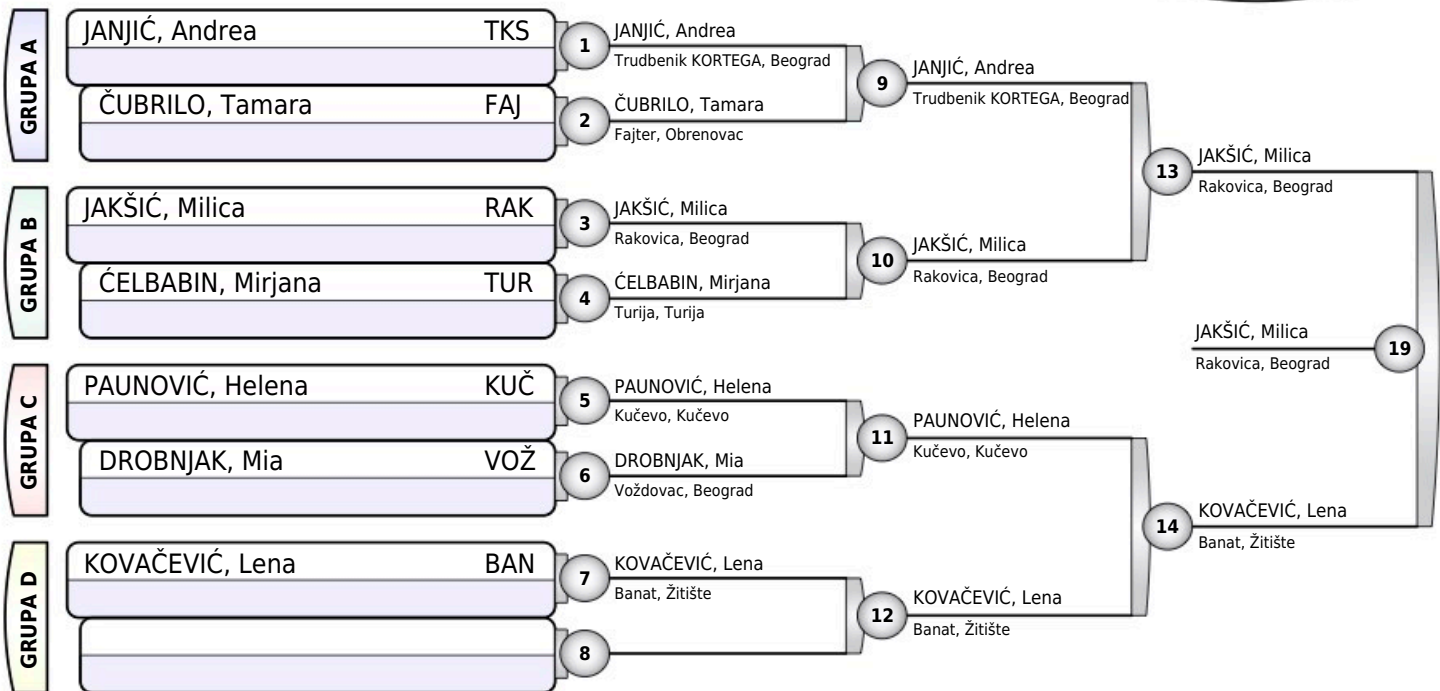 GRUPA A
JANJIĆ, Andrea TKS
ČUBRILO, Tamara FAJ
1
JANJIĆ, Andrea
Trudbenik KORTEGA, Beograd
2
ČUBRILO, Tamara
Fajter, Obrenovac
9
JANJIĆ, Andrea
Trudbenik KORTEGA, Beograd
GRUPA B
JAKŠIĆ, Milica RAK
ĆELBABIN, Mirjana TUR
3
JAKŠIĆ, Milica
Rakovica, Beograd
4
ĆELBABIN, Mirjana
Turija, Turija
10
JAKŠIĆ, Milica
Rakovica, Beograd
13
JAKŠIĆ, Milica
Rakovica, Beograd
GRUPA C
PAUNOVIĆ, Helena KUČ
DROBNJAK, Mia VOŽ
5
PAUNOVIĆ, Helena
Kučevo, Kučevo
6
DROBNJAK, Mia
Voždovac, Beograd
11
PAUNOVIĆ, Helena
Kučevo, Kučevo
GRUPA D
KOVAČEVIĆ, Lena BAN
7
KOVAČEVIĆ, Lena
Banat, Žitište
8
12
KOVAČEVIĆ, Lena
Banat, Žitište
14
KOVAČEVIĆ, Lena
Banat, Žitište
JAKŠIĆ, Milica
Rakovica, Beograd
19